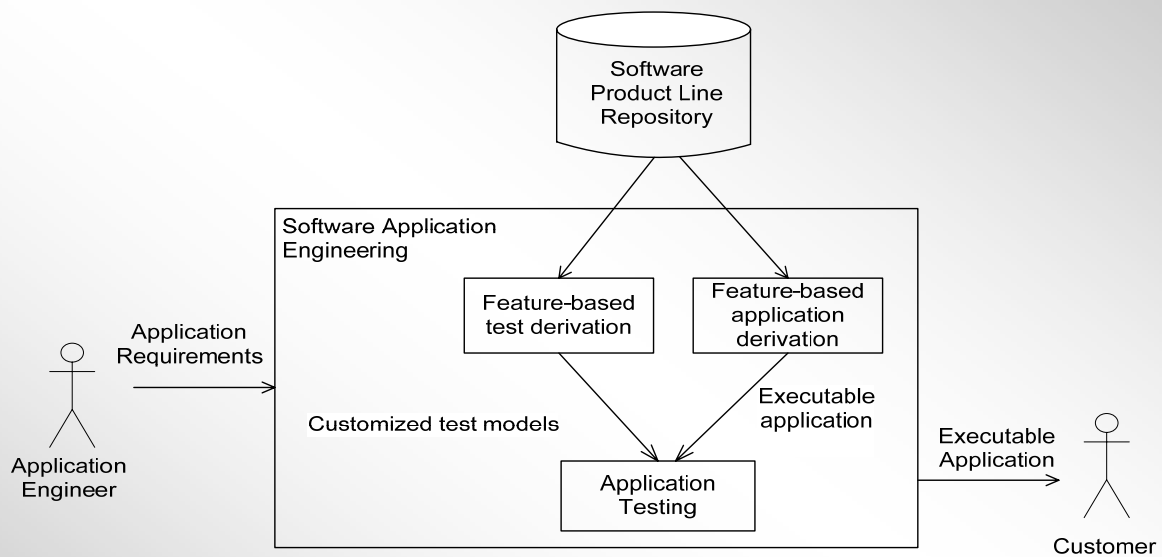 Software
Product Line
Repository
Software Application
Engineering
Feature-based
test derivation
Feature-based
application
derivation
Application
Requirements
Application
Engineer
Customized test models
Executable
application
Application
Testing
Executable
Application
Customer